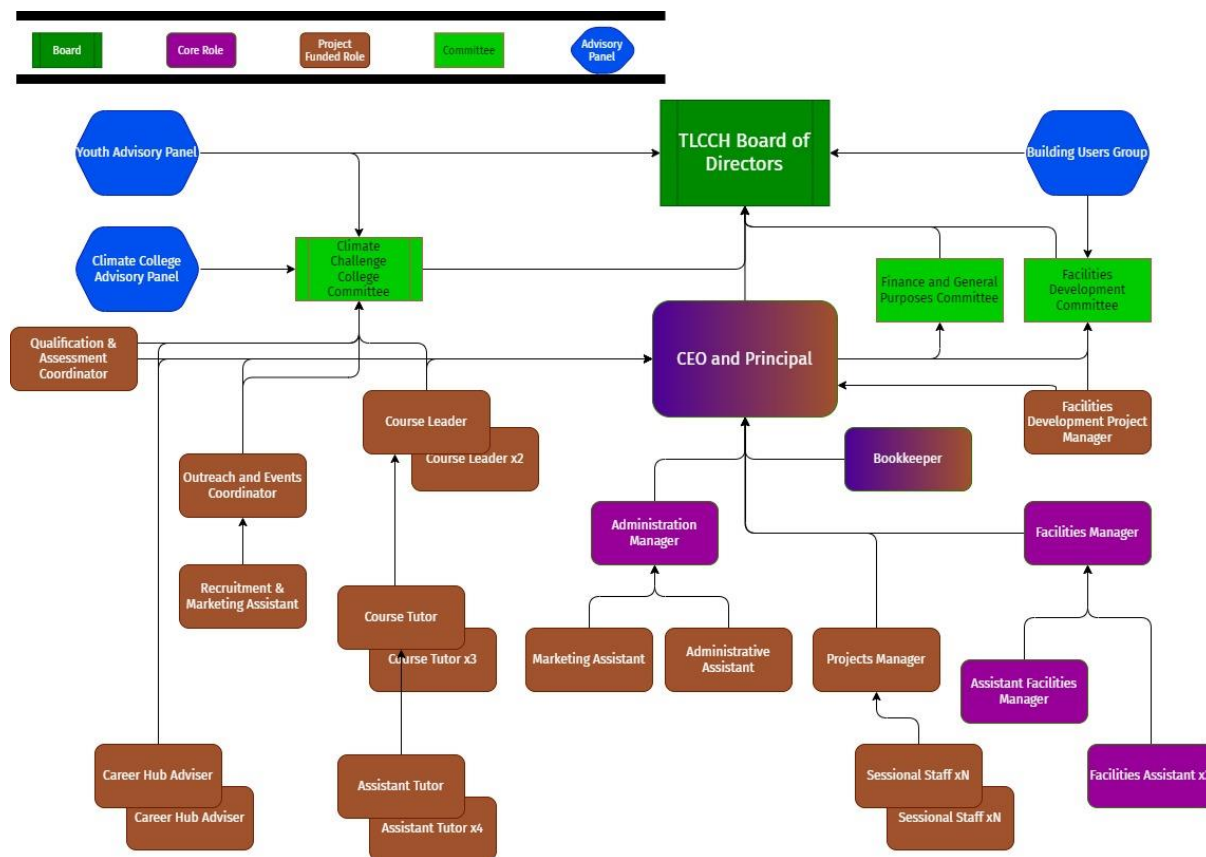 Board
Core Role
Project
Funded Role
Committee
Advisory
Panel
Youth Advisory Panel
TLCCH Board of
Directors
Building Users Group
Climate College
Advisory Panel
Climate
Challenge
College
Committee
Finance and General
Purposes Committee
Facilities
Development
Committee
Qualification &
Assessment
Coordinator
CEO and Principal
Course Leader
Course Leader x2
Facilities
Development Project
Manager
Bookkeeper
Outreach and Events
Coordinator
Administration
Manager
Facilities Manager
Recruitment &
Marketing Assistant
Course Tutor
Course Tutor x3
Marketing Assistant
Administrative
Assistant
Projects Manager
Assistant Facilities
Manager
Career Hub Adviser
Career Hub Adviser
Assistant Tutor
Assistant Tutor x4
Sessional Staff xN
Sessional Staff xN
Facilities Assistant